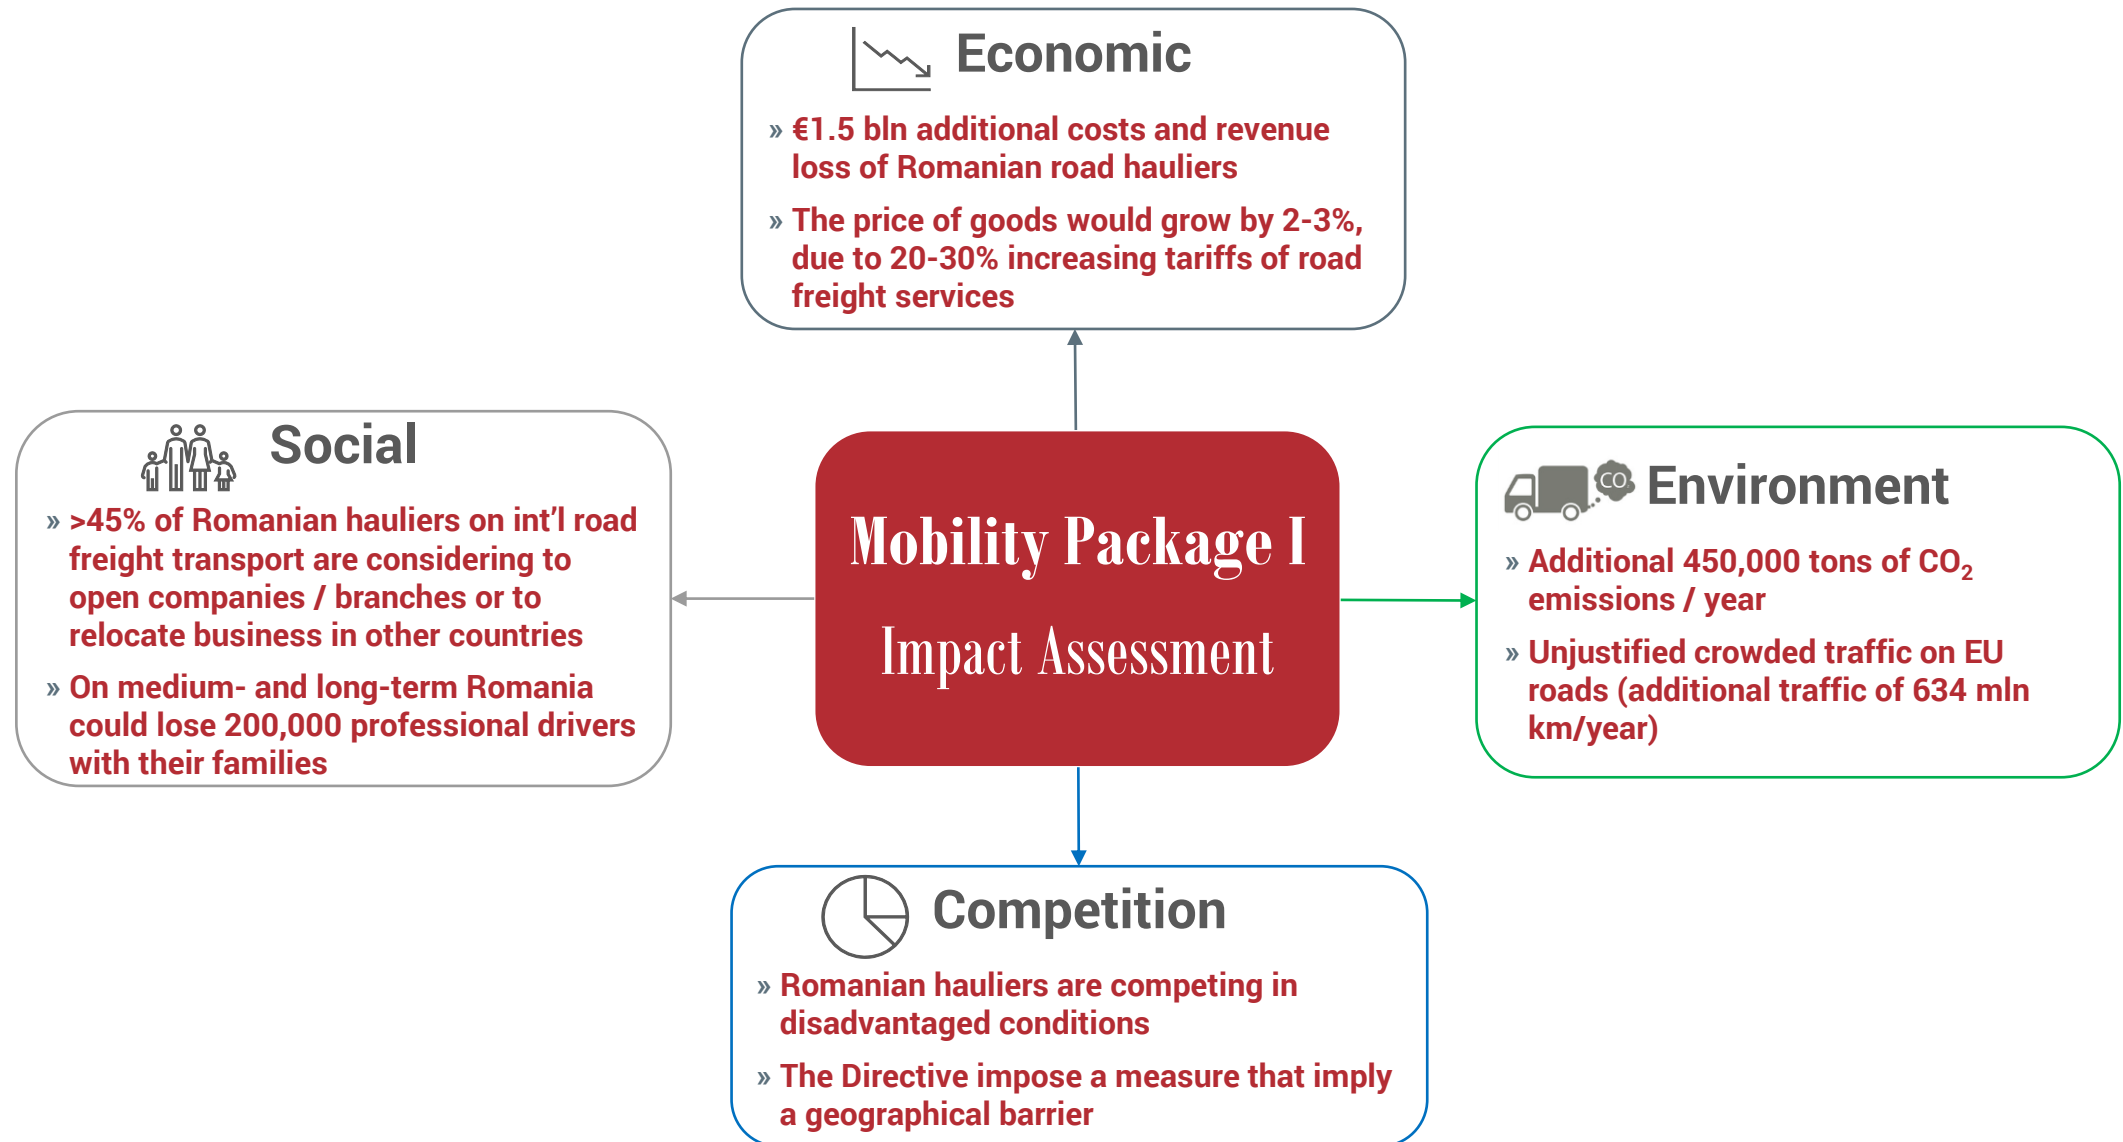 Economic
» €1.5 bln additional costs and revenue
loss of Romanian road hauliers
» The price of goods would grow by 2-3%,
due to 20-30% increasing tariffs of road
freight services
Social
» >45% of Romanian hauliers on int’l road
freight transport are considering to
open companies / branches or to
relocate business in other countries
» On medium- and long-term Romania
could lose 200,000 professional drivers
with their families
Mobility Package I
Impact Assessment
CO
Environment
» Additional 450,000 tons of CO₂
emissions / year
» Unjustified crowded traffic on EU
roads (additional traffic of 634 mln
km/year)
Competition
» Romanian hauliers are competing in
disadvantaged conditions
» The Directive impose a measure that imply
a geographical barrier